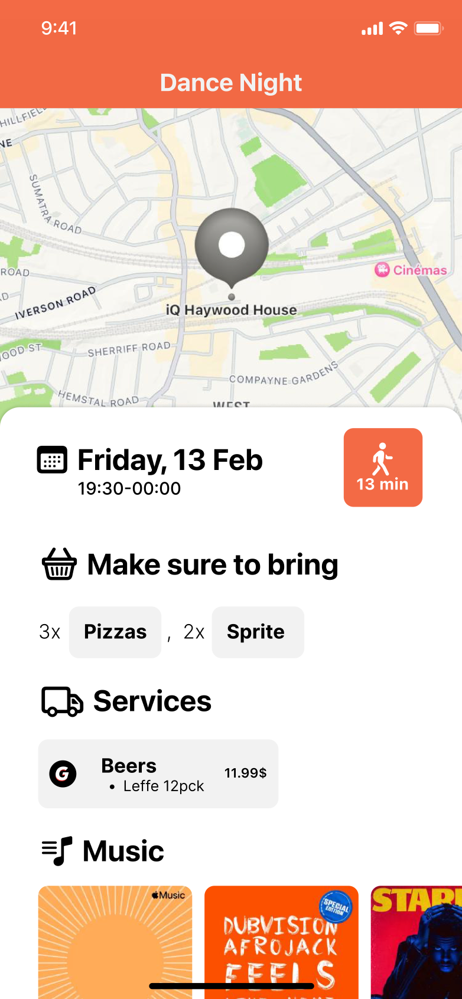 9:41
Dance Night
HILLFIEL
NE
SUMATRA ROAD
ROAD
Cinémas
D
IVERSON ROAD
iQ Haywood House
OOD ST
SHERRIFF ROAD
COMPAYNE GARDENS
HEMSTAL ROAD
WEST
Friday, 13 Feb
19:30-00:00
13 min
Make sure to bring
3x Pizzas , 2x Sprite
Services
G
Beers
11.99$
• Leffe 12pck
Music
Music
SPECIAL
EDITION
DUBVISION
AFROJACK
FEELS
STAR